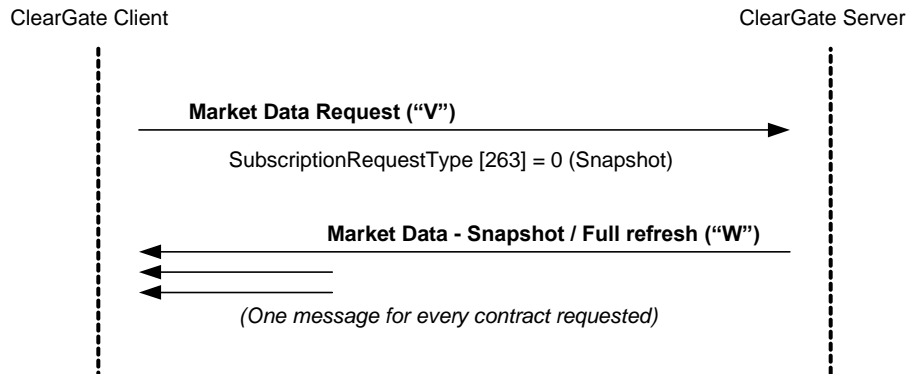 ClearGate Client
ClearGate Server
Market Data Request (“V”)
SubscriptionRequestType [263] = 0 (Snapshot)
Market Data - Snapshot / Full refresh (“W”)
(One message for every contract requested)